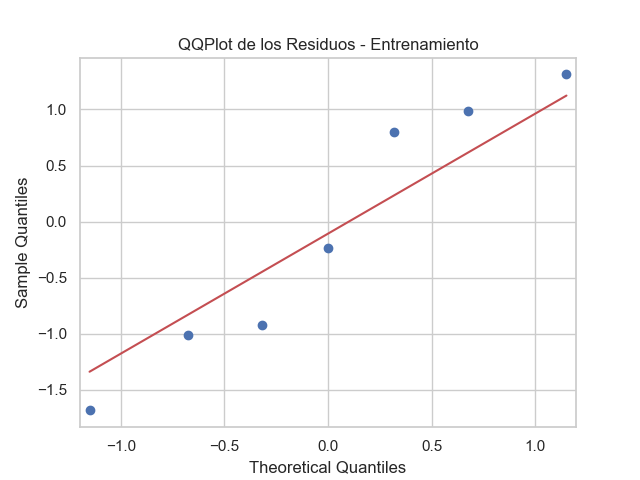 QQPlot de los Residuos - Entrenamiento
1.0
0.5
0.0
−0.5
−1.0
−1.5
Sample Quantiles
−1.0 −0.5 0.0 0.5 1.0
Theoretical Quantiles